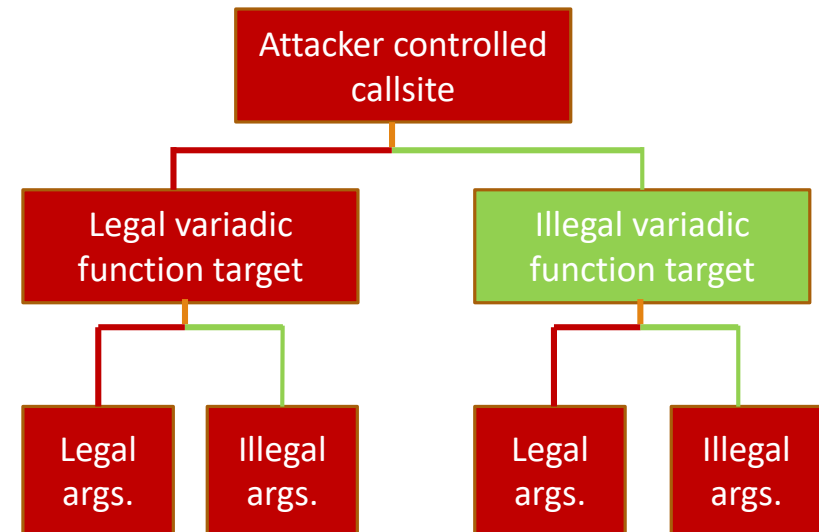 Attacker controlled
callsite
Legal variadic
function target
Illegal variadic
function target
Legal
args.
Illegal
args.
Legal
args.
Illegal
args.